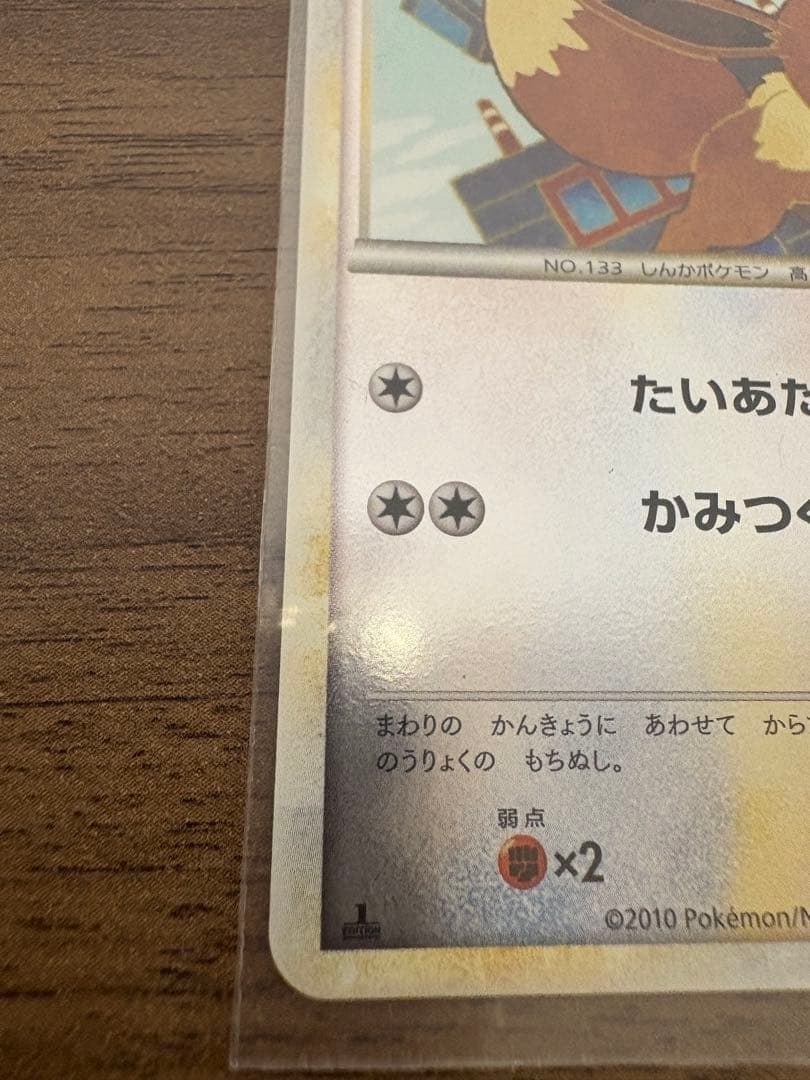 NO.133 しんかポケモン 高
たいあた
かみつく
まわりの かんきょうに あわせて から
のうりょくの もちぬし。
弱点
×2
1
EDITION
©2010 Pokémon/N